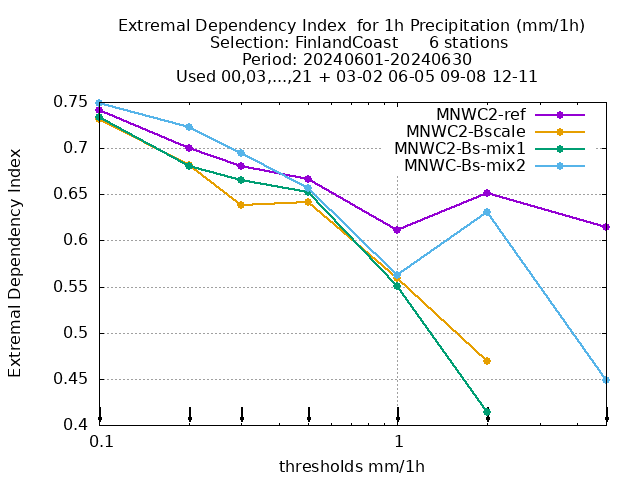 Extremal Dependency Index  for 1h Precipitation (mm/1h)
Selection: FinlandCoast      6 stations
Period: 20240601-20240630
Used 00,03,...,21 + 03-02 06-05 09-08 12-11
MNWC2-ref
MNWC2-Bscale
MNWC2-Bs-mix1
MNWC-Bs-mix2
Extremal Dependency Index
0.75
0.7
0.65
0.6
0.55
0.5
0.45
0.4
0.1
1
thresholds mm/1h